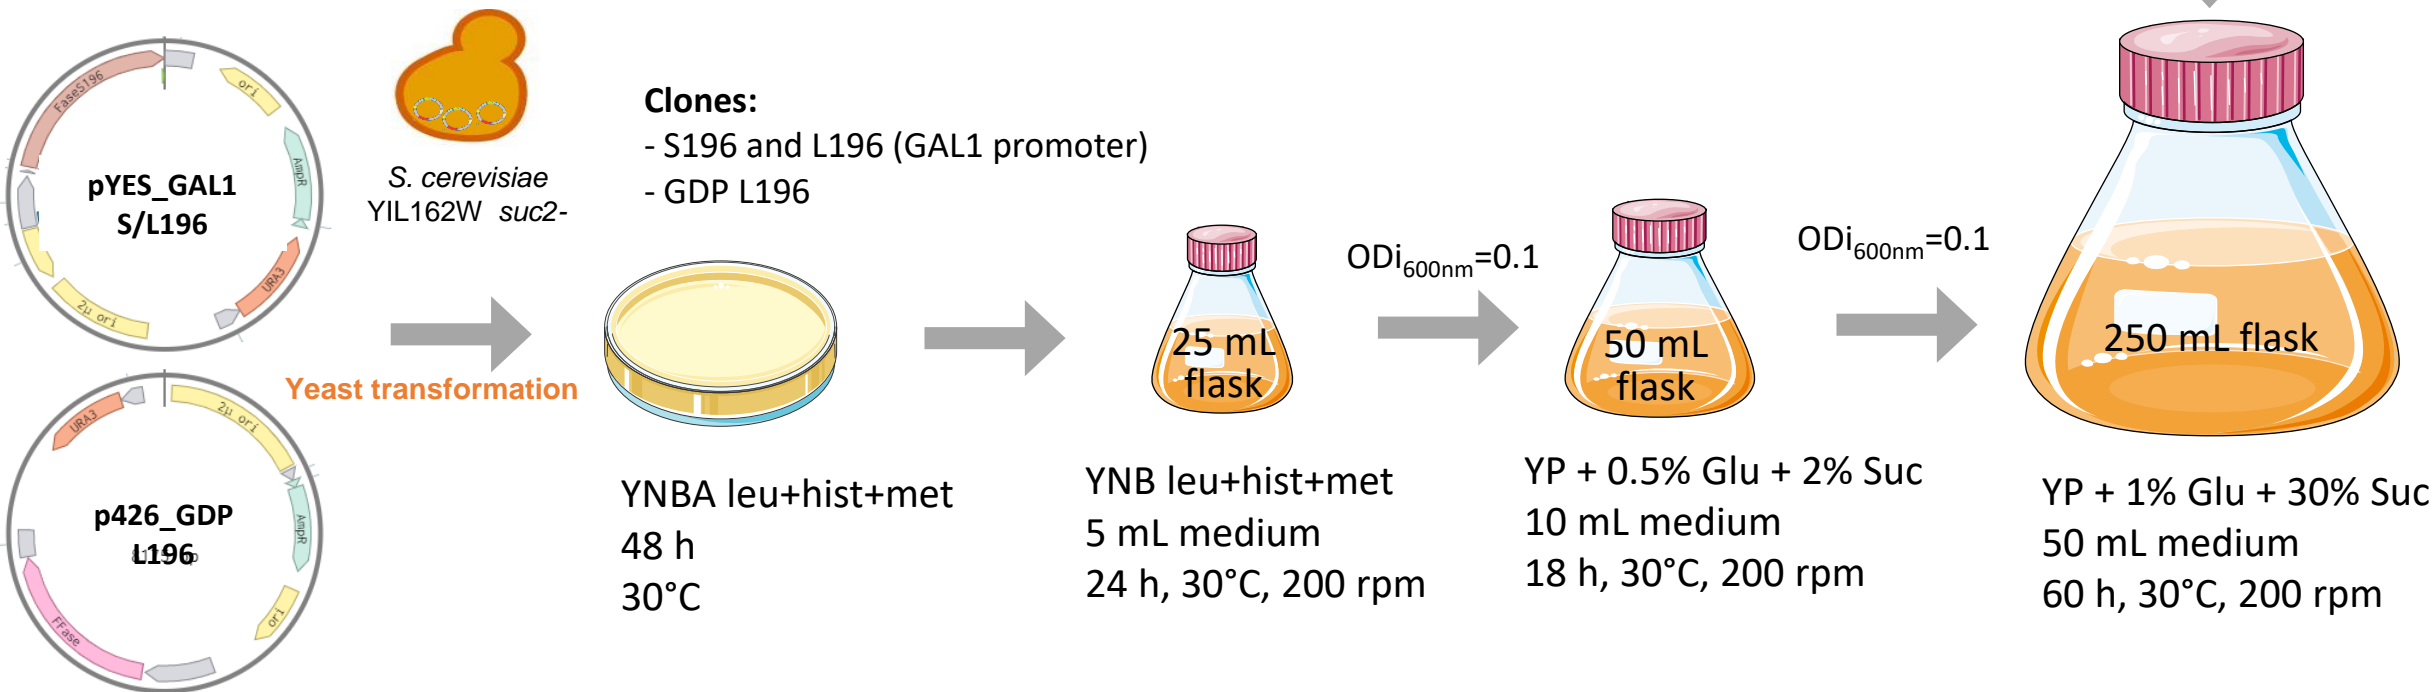 FaseS196
ori
AmpR
URA3
2µ ori
pYES_GAL1
S/L196
S. cerevisiae
YIL162W suc2-
Yeast transformation
URA3
2µ ori
AmpR
ori
FFase
p426_GDP
L196
Clones:
- S196 and L196 (GAL1 promoter)
- GDP L196
YNBA leu+hist+met
48 h
30°C
25 mL
flask
YNB leu+hist+met
5 mL medium
24 h, 30°C, 200 rpm
ODi600nm=0.1
50 mL
flask
YP + 0.5% Glu + 2% Suc
10 mL medium
18 h, 30°C, 200 rpm
ODi600nm=0.1
250 mL flask
YP + 1% Glu + 30% Suc
50 mL medium
60 h, 30°C, 200 rpm